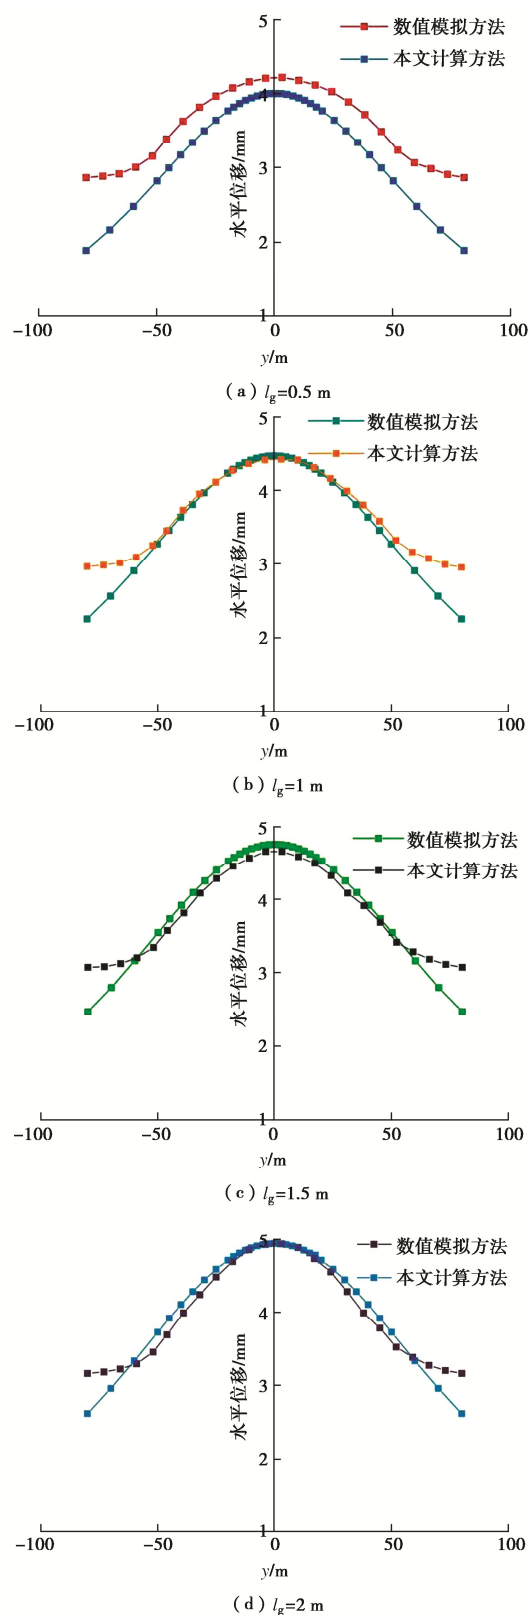 5
数值模拟方法
本文计算方法
4
3
水平位移/mm
2
1
-100 -50 0 50 100
y/m
(a) lg=0.5 m
5
数值模拟方法
本文计算方法
4
3
水平位移/mm
2
1
-100 -50 0 50 100
y/m
(b) lg=1 m
5
数值模拟方法
本文计算方法
4
3
水平位移/mm
2
1
-100 -50 0 50 100
y/m
(c) lg=1.5 m
5
数值模拟方法
本文计算方法
4
3
水平位移/mm
2
1
-100 -50 0 50 100
y/m
(d) lg=2 m